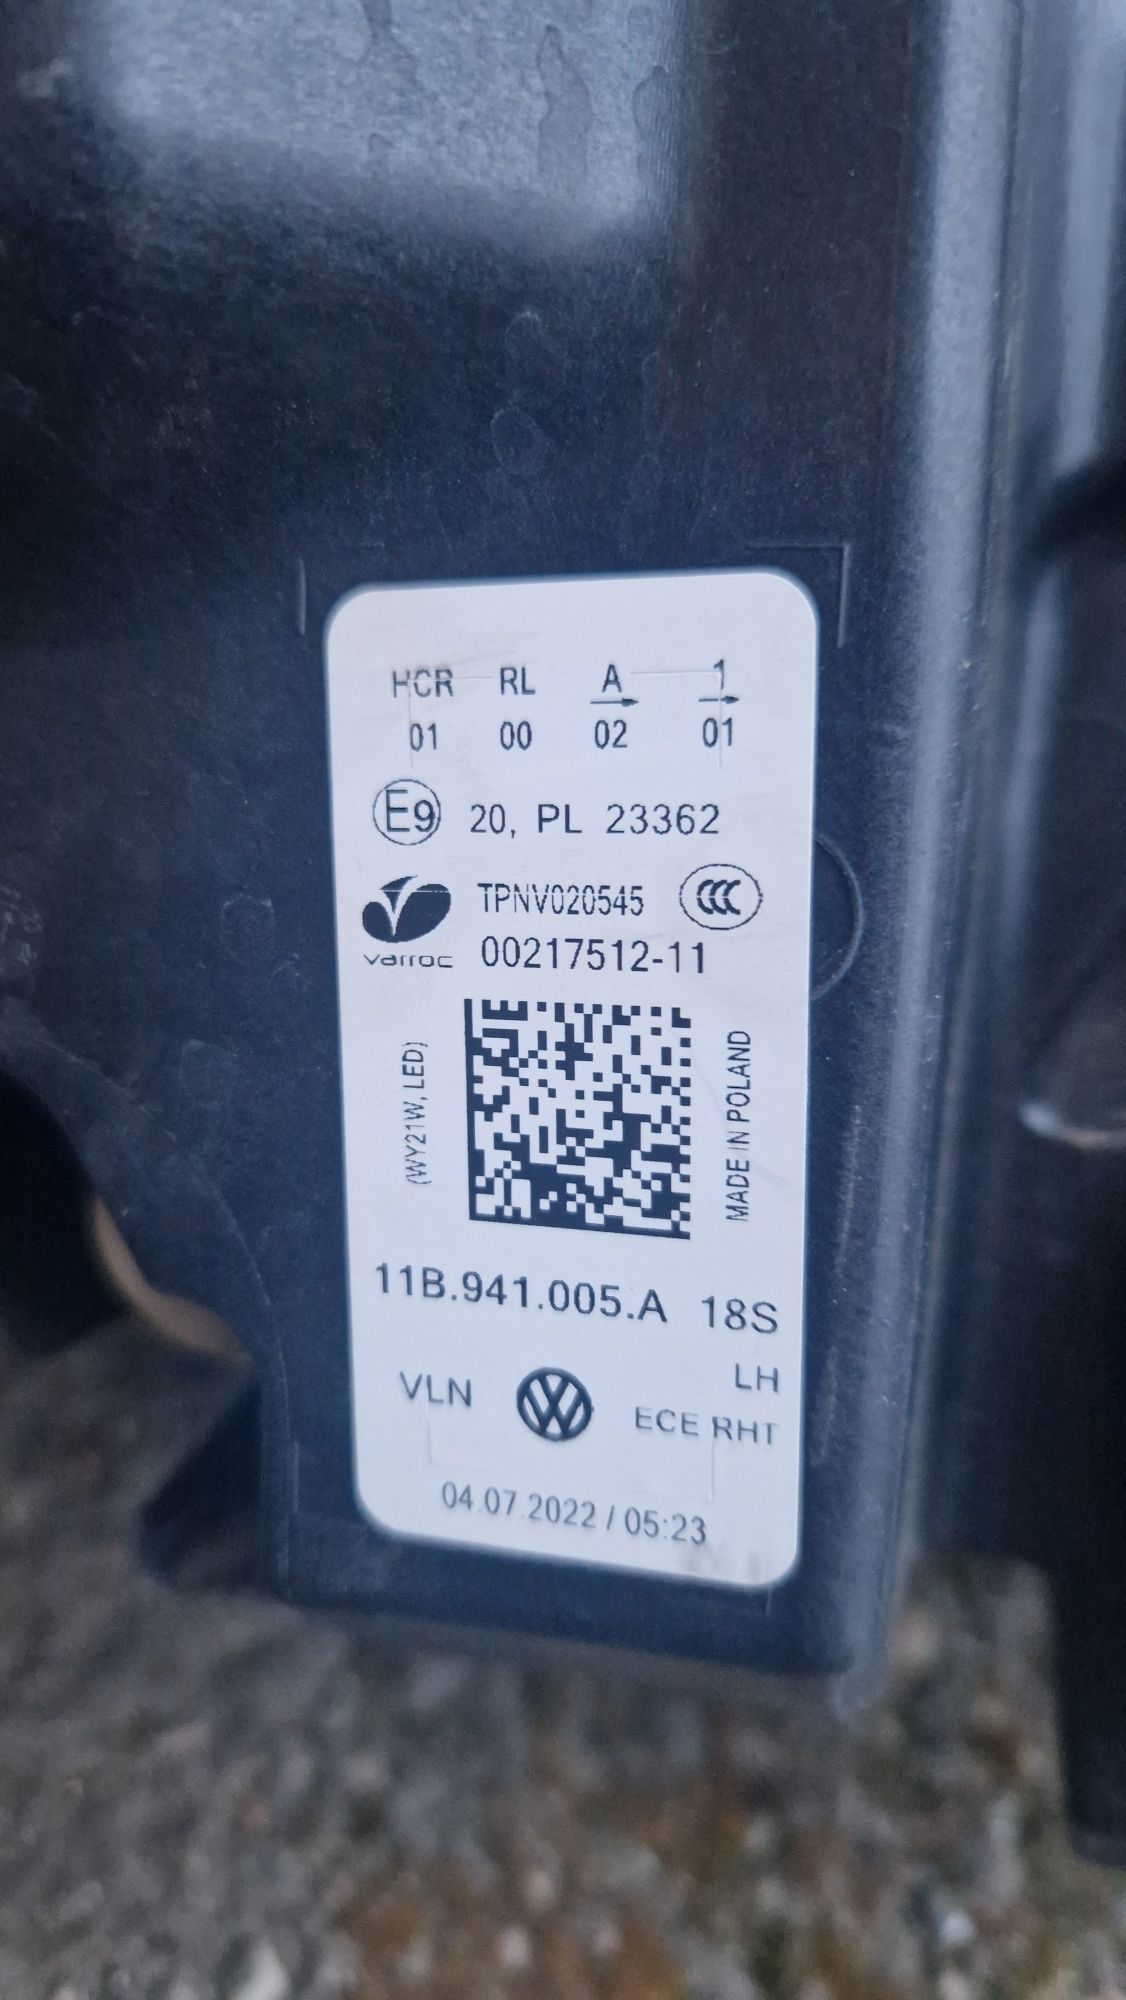 HCR RL A 1
01 00 02 01
E9 20, PL 23362
TPNV020545 CCC
varroc 00217512-11
(WY21W, LED)
MADE IN POLAND
11B.941.005.A 18S
LH
VLN ECE RHT
04.07.2022 / 05:23